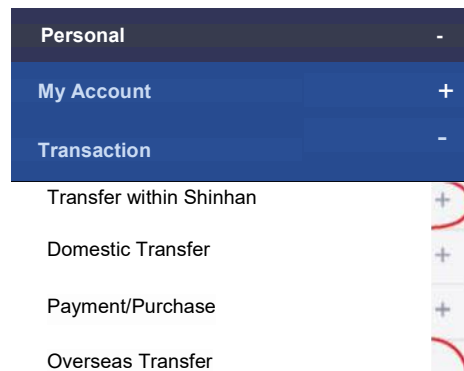 Personal -
My Account +
Transaction -
Transfer within Shinhan +
Domestic Transfer +
Payment/Purchase +
Overseas Transfer